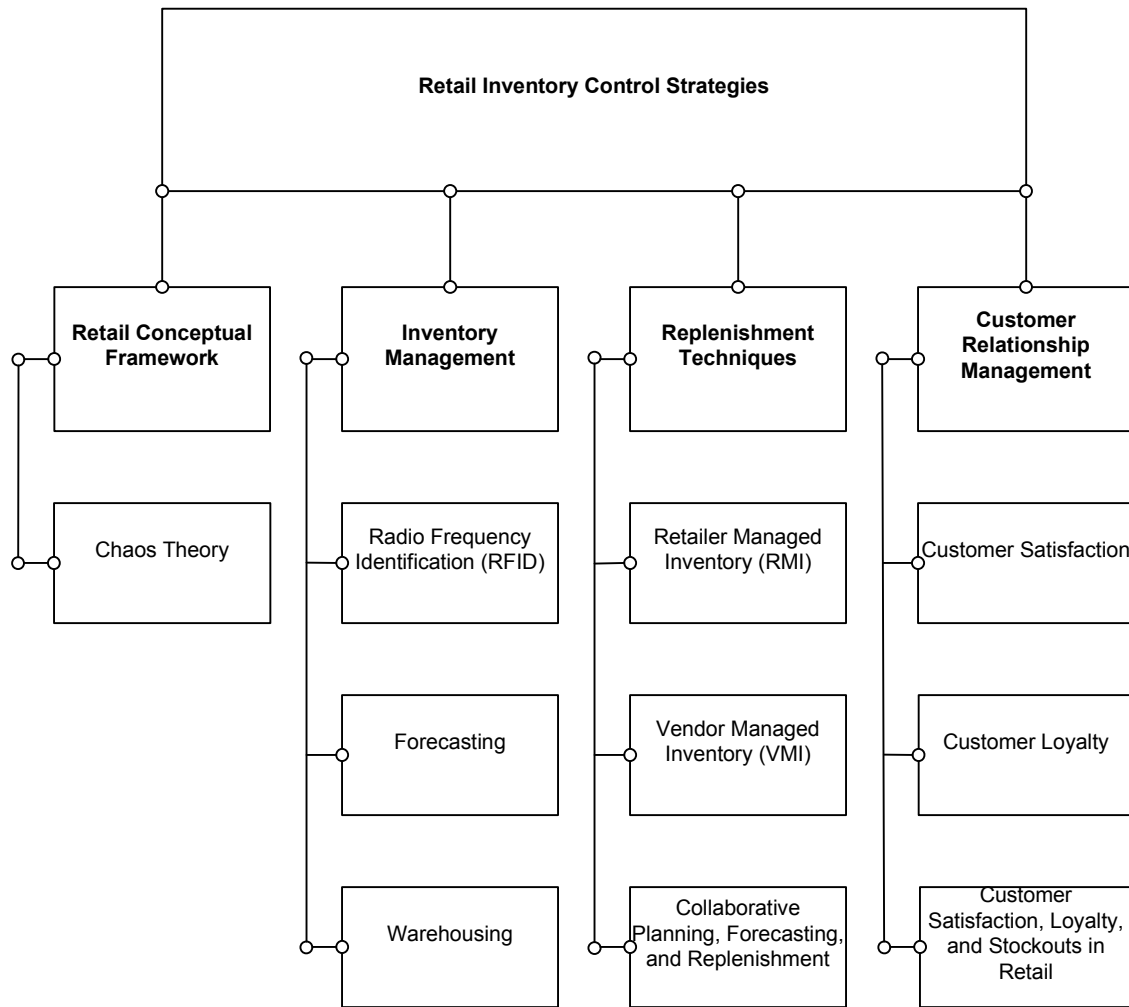 Retail Inventory Control Strategies
Retail Conceptual
Framework
Inventory
Management
Replenishment
Techniques
Customer
Relationship
Management
Chaos Theory
Radio Frequency
Identification (RFID)
Retailer Managed
Inventory (RMI)
Customer Satisfaction
Forecasting
Vendor Managed
Inventory (VMI)
Customer Loyalty
Warehousing
Collaborative
Planning, Forecasting,
and Replenishment
Customer
Satisfaction, Loyalty,
and Stockouts in
Retail